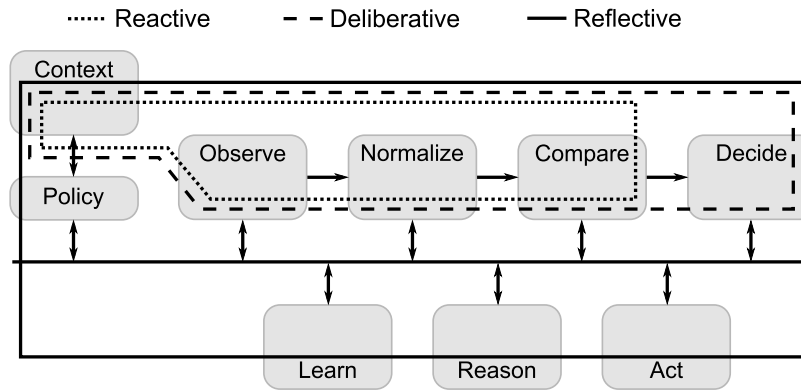 Reactive Deliberative Reflective
Context
Observe Normalize Compare Decide
Policy
Learn Reason Act